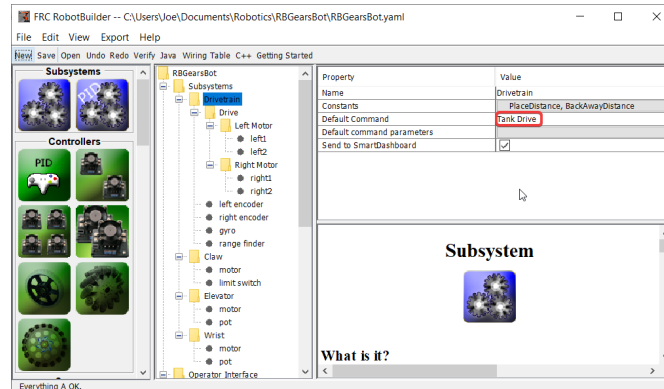 FRC RobotBuilder -- C:\Users\Joe\Documents\Robotics\RBGearsBot\RBGearsBot.yaml
File Edit View Export Help
New Save Open Undo Redo Verify Java Wiring Table C++ Getting Started
Subsystems
PID
Controllers
PID
RBGearsBot
Subsystems
Drivetrain
Drive
Left Motor
left1
left2
Right Motor
right1
right2
left encoder
right encoder
gyro
range finder
Claw
motor
limit switch
Elevator
motor
pot
Wrist
motor
pot
Operator Interface
Property Value
Name Drivetrain
Constants PlaceDistance, BackAwayDistance
Default Command Tank Drive
Default command parameters
Send to SmartDashboard
Subsystem
What is it?
Everything A OK.